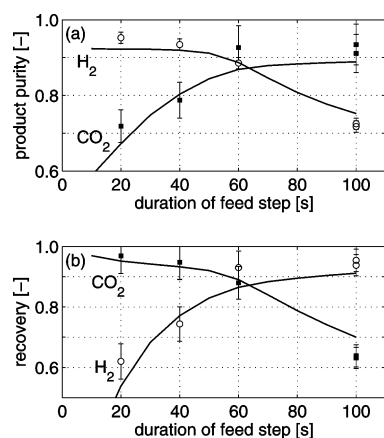 (a)
product purity [–]
1.0
0.8
0.6
H2
CO2
0 20 40 60 80 100
duration of feed step [s]
(b)
recovery [–]
1.0
0.8
0.6
CO2
H2
0 20 40 60 80 100
duration of feed step [s]